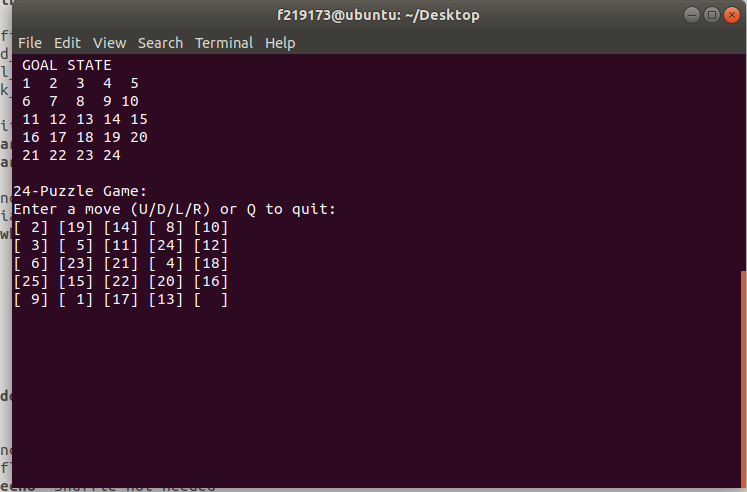 f219173@ubuntu: ~/Desktop
File Edit View Search Terminal Help
GOAL STATE
1 2 3 4 5
6 7 8 9 10
11 12 13 14 15
16 17 18 19 20
21 22 23 24
24-Puzzle Game:
Enter a move (U/D/L/R) or Q to quit:
[ 2] [19] [14] [ 8] [10]
[ 3] [ 5] [11] [24] [12]
[ 6] [23] [21] [ 4] [18]
[25] [15] [22] [20] [16]
[ 9] [ 1] [17] [13] [  ]